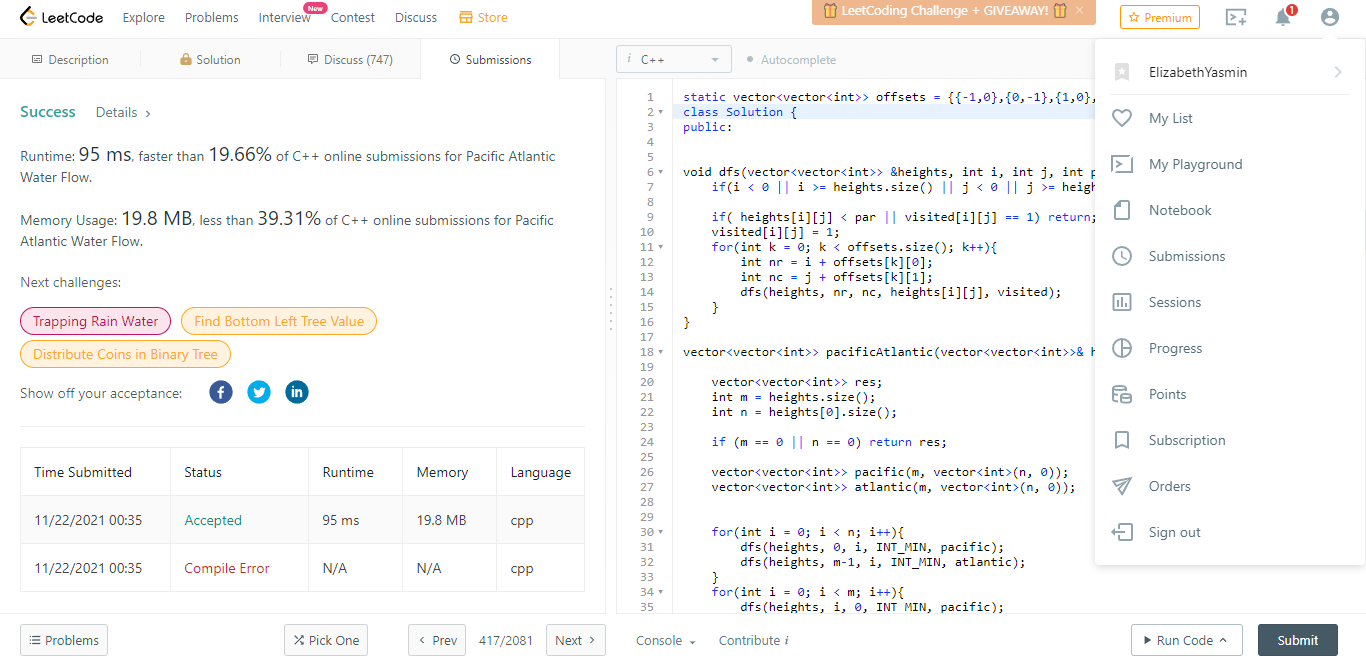 LeetCode Explore Problems Interview New Contest Discuss Store LeetCoding Challenge + GIVEAWAY! × Premium 1
Description Solution Discuss (747) Submissions
Success Details >
Runtime: 95 ms, faster than 19.66% of C++ online submissions for Pacific Atlantic
Water Flow.
Memory Usage: 19.8 MB, less than 39.31% of C++ online submissions for Pacific
Atlantic Water Flow.
Next challenges:
Trapping Rain Water Find Bottom Left Tree Value
Distribute Coins in Binary Tree
Show off your acceptance:
Time Submitted Status Runtime Memory Language
11/22/2021 00:35 Accepted 95 ms 19.8 MB cpp
11/22/2021 00:35 Compile Error N/A N/A cpp
i C++ Autocomplete
1 static vector<vector<int>> offsets = {{-1,0},{0,-1},{1,0},
2 class Solution {
3 public:
4
5
6 void dfs(vector<vector<int>> &heights, int i, int j, int p
7 if(i < 0 || i >= heights.size() || j < 0 || j >= heigh
8
9 if( heights[i][j] < par || visited[i][j] == 1) return;
10 visited[i][j] = 1;
11 for(int k = 0; k < offsets.size(); k++){
12 int nr = i + offsets[k][0];
13 int nc = j + offsets[k][1];
14 dfs(heights, nr, nc, heights[i][j], visited);
15 }
16 }
17
18 vector<vector<int>> pacificAtlantic(vector<vector<int>>& h
19
20 vector<vector<int>> res;
21 int m = heights.size();
22 int n = heights[0].size();
23
24 if (m == 0 || n == 0) return res;
25
26 vector<vector<int>> pacific(m, vector<int>(n, 0));
27 vector<vector<int>> atlantic(m, vector<int>(n, 0));
28
29
30 for(int i = 0; i < n; i++){
31 dfs(heights, 0, i, INT_MIN, pacific);
32 dfs(heights, m-1, i, INT_MIN, atlantic);
33 }
34 for(int i = 0; i < m; i++){
35 dfs(heights, i, 0, INT_MIN, pacific);
ElizabethYasmin
My List
My Playground
Notebook
Submissions
Sessions
Progress
Points
Subscription
Orders
Sign out
Problems Pick One < Prev 417/2081 Next > Console Contribute i Run Code Submit